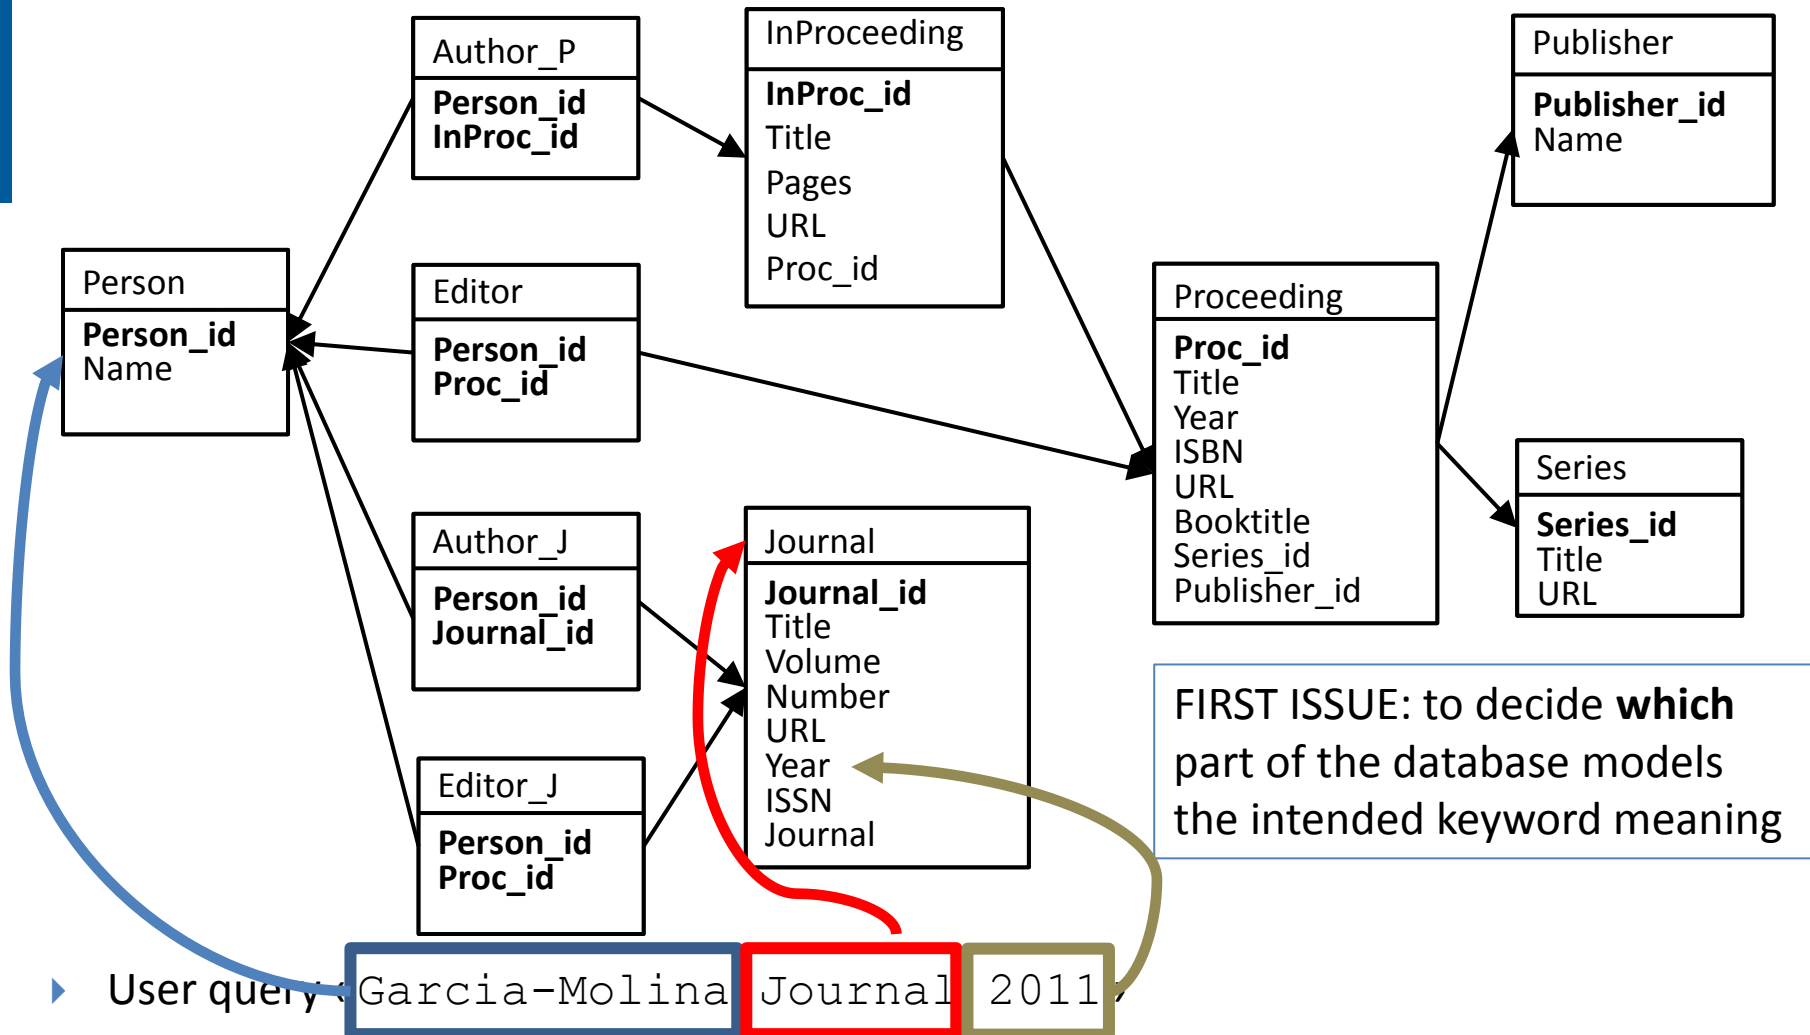 Author_P
Person_id
InProc_id
InProceeding
InProc_id
Title
Pages
URL
Proc_id
Publisher
Publisher_id
Name
Person
Person_id
Name
Editor
Person_id
Proc_id
Proceeding
Proc_id
Title
Year
ISBN
URL
Booktitle
Series_id
Publisher_id
Series
Series_id
Title
URL
Author_J
Person_id
Journal_id
Journal
Journal_id
Title
Volume
Number
URL
Year
ISSN
Journal
Editor_J
Person_id
Proc_id
FIRST ISSUE: to decide which
part of the database models
the intended keyword meaning
User query Garcia-Molina Journal 2011